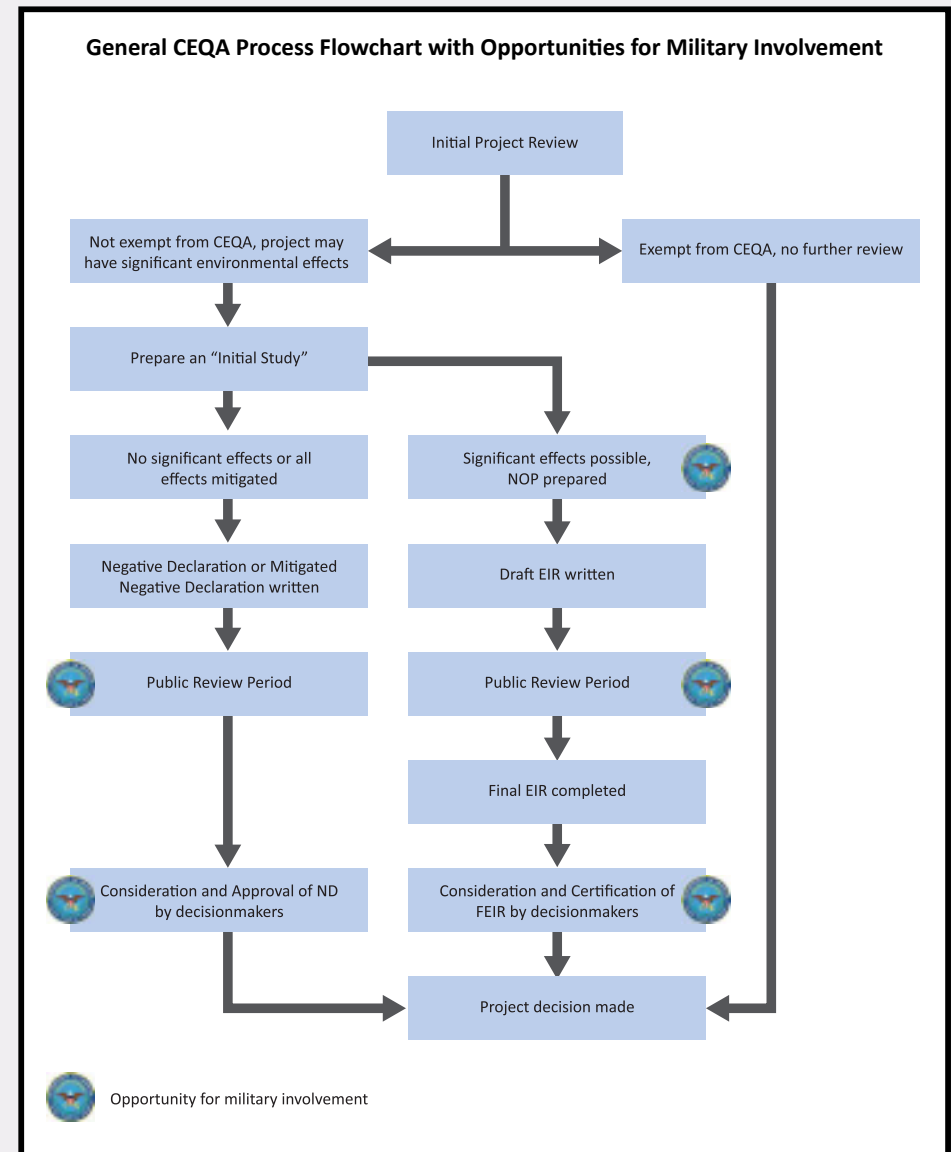 General CEQA Process Flowchart with Opportunities for Military Involvement
Initial Project Review
Not exempt from CEQA, project may
have significant environmental effects
Exempt from CEQA, no further review
Prepare an “Initial Study”
No significant effects or all
effects mitigated
Significant effects possible,
NOP prepared
Negative Declaration or Mitigated
Negative Declaration written
Draft EIR written
Public Review Period
Public Review Period
Final EIR completed
Consideration and Approval of ND
by decisionmakers
Consideration and Certification of
FEIR by decisionmakers
Project decision made
Opportunity for military involvement